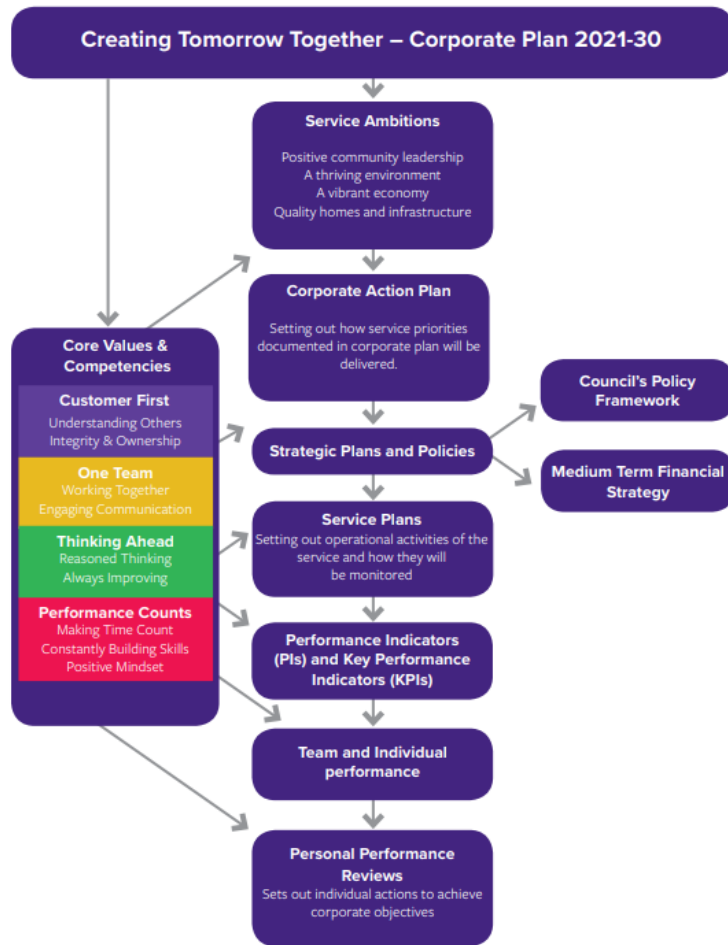 Creating Tomorrow Together – Corporate Plan 2021-30
Service Ambitions
Positive community leadership
A thriving environment
A vibrant economy
Quality homes and infrastructure
Corporate Action Plan
Setting out how service priorities
documented in corporate plan will be
delivered.
Core Values &
Competencies
Customer First
Understanding Others
Integrity & Ownership
One Team
Working Together
Engaging Communication
Thinking Ahead
Reasoned Thinking
Always Improving
Performance Counts
Making Time Count
Constantly Building Skills
Positive Mindset
Strategic Plans and Policies
Council's Policy
Framework
Medium Term Financial
Strategy
Service Plans
Setting out operational activities of the
service and how they will
be monitored
Performance Indicators
(PIs) and Key Performance
Indicators (KPIs)
Team and Individual
performance
Personal Performance
Reviews
Sets out individual actions to achieve
corporate objectives